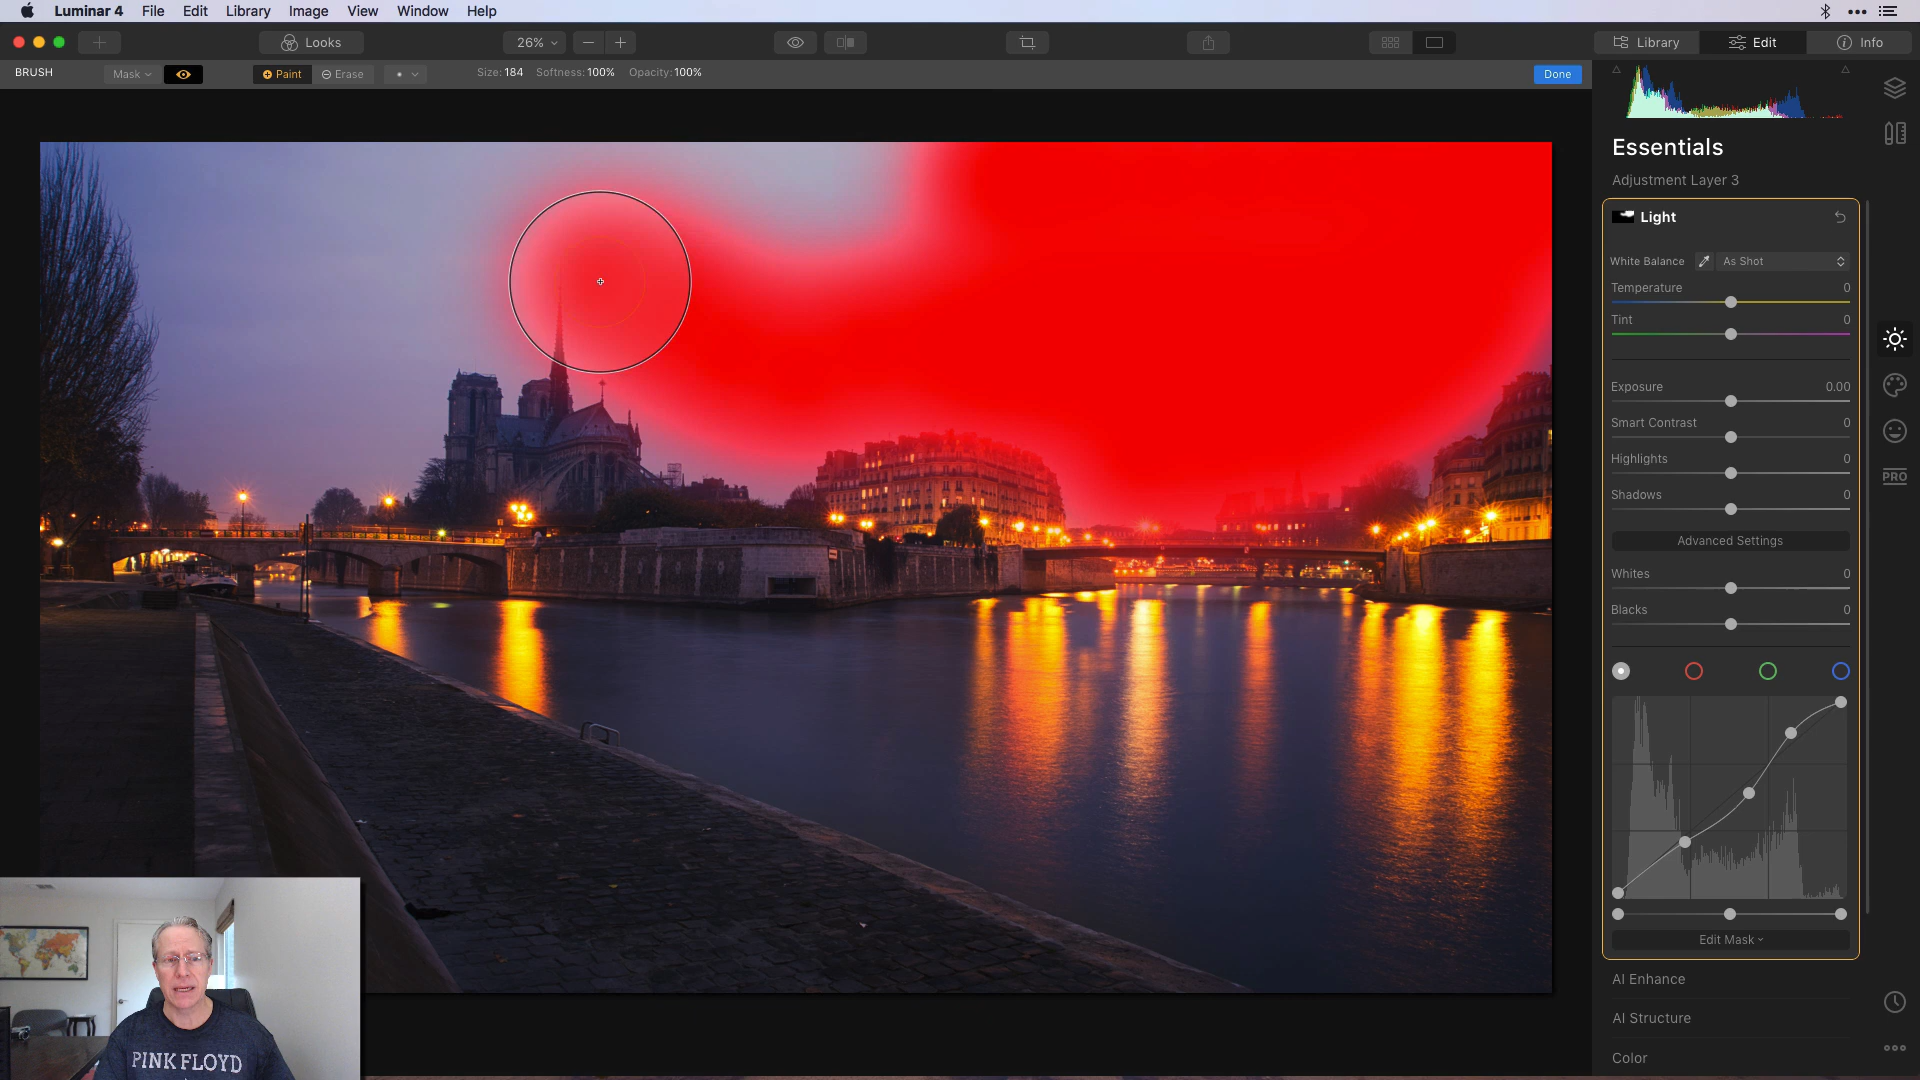 Luminar 4 File Edit Library Image View Window Help
Looks 26% Library Edit Info
BRUSH Mask Paint Erase Size: 184 Softness: 100% Opacity: 100% Done
Essentials
Adjustment Layer 3
Light
White Balance As Shot
Temperature 0
Tint 0
Exposure 0.00
Smart Contrast 0
Highlights 0
Shadows 0
Advanced Settings
Whites 0
Blacks 0
Edit Mask
AI Enhance
AI Structure
Color
PRO
PINK FLOYD